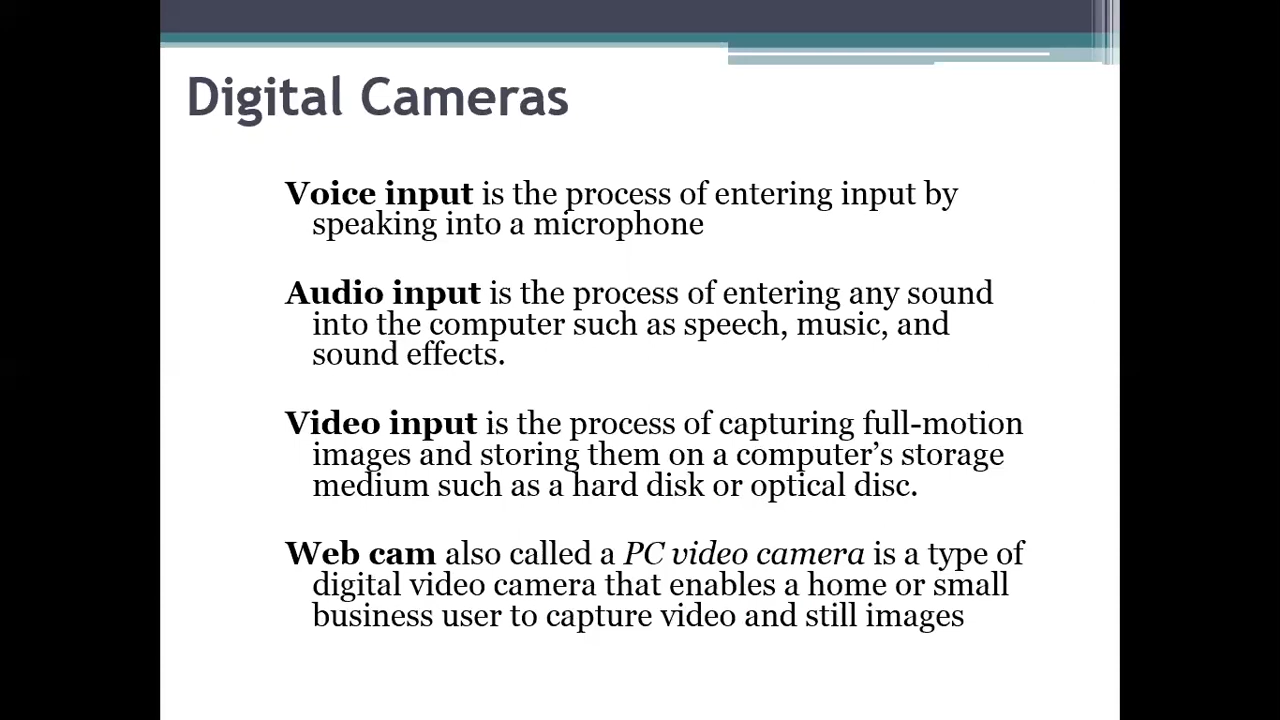 Digital Cameras
Voice input is the process of entering input by
speaking into a microphone
Audio input is the process of entering any sound
into the computer such as speech, music, and
sound effects.
Video input is the process of capturing full-motion
images and storing them on a computer’s storage
medium such as a hard disk or optical disc.
Web cam also called a PC video camera is a type of
digital video camera that enables a home or small
business user to capture video and still images